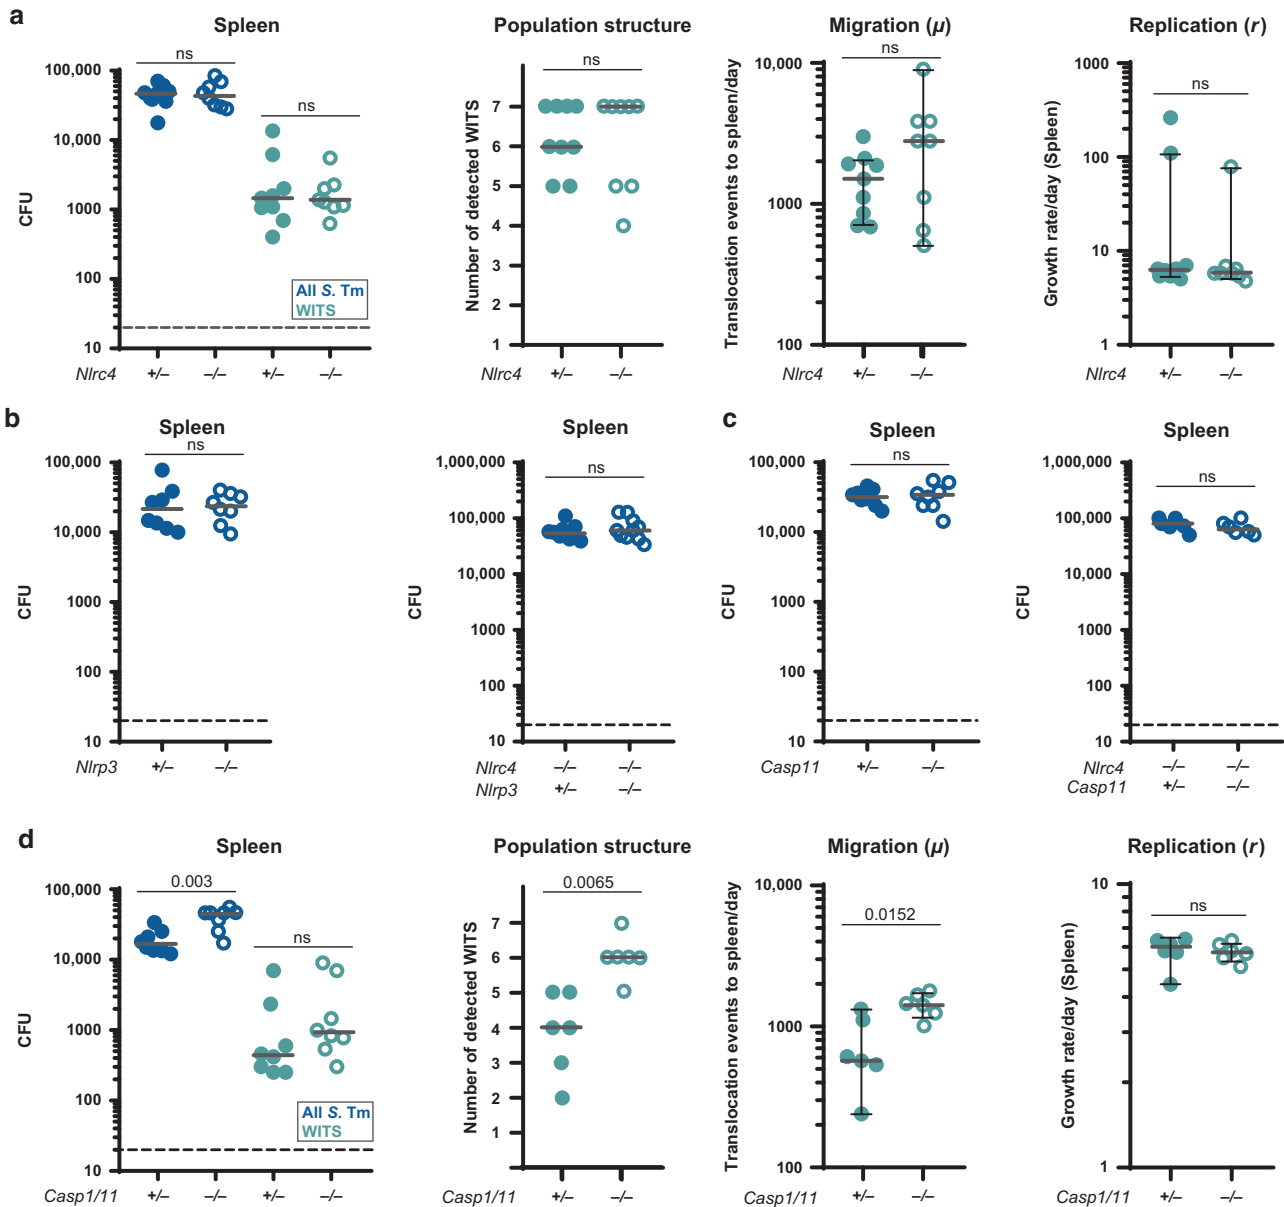 a
Spleen
Population structure
Migration (µ)
Replication (r)
ns
ns
ns
ns
ns
CFU
100,000
10,000
1000
100
10
All S. Tm
WITS
Nlrc4
+/–
–/–
+/–
–/–
Number of detected WITS
7
6
5
4
3
2
1
Nlrc4
+/–
–/–
Translocation events to spleen/day
10,000
1000
100
Nlrc4
+/–
–/–
Growth rate/day (Spleen)
1000
100
10
1
Nlrc4
+/–
–/–
b
Spleen
ns
CFU
100,000
10,000
1000
100
10
Nlrp3
+/–
–/–
Spleen
ns
CFU
1,000,000
100,000
10,000
1000
100
10
Nlrc4
–/–
–/–
Nlrp3
+/–
–/–
c
Spleen
ns
CFU
100,000
10,000
1000
100
10
Casp11
+/–
–/–
Spleen
ns
CFU
1,000,000
100,000
10,000
1000
100
10
Nlrc4
–/–
–/–
Casp11
+/–
–/–
d
Spleen
0.003
ns
CFU
100,000
10,000
1000
100
10
All S. Tm
WITS
Casp1/11
+/–
–/–
+/–
–/–
Population structure
0.0065
Number of detected WITS
7
6
5
4
3
2
1
Casp1/11
+/–
–/–
Migration (µ)
0.0152
Translocation events to spleen/day
10,000
1000
100
Casp1/11
+/–
–/–
Replication (r)
ns
Growth rate/day (Spleen)
10
1
Casp1/11
+/–
–/–